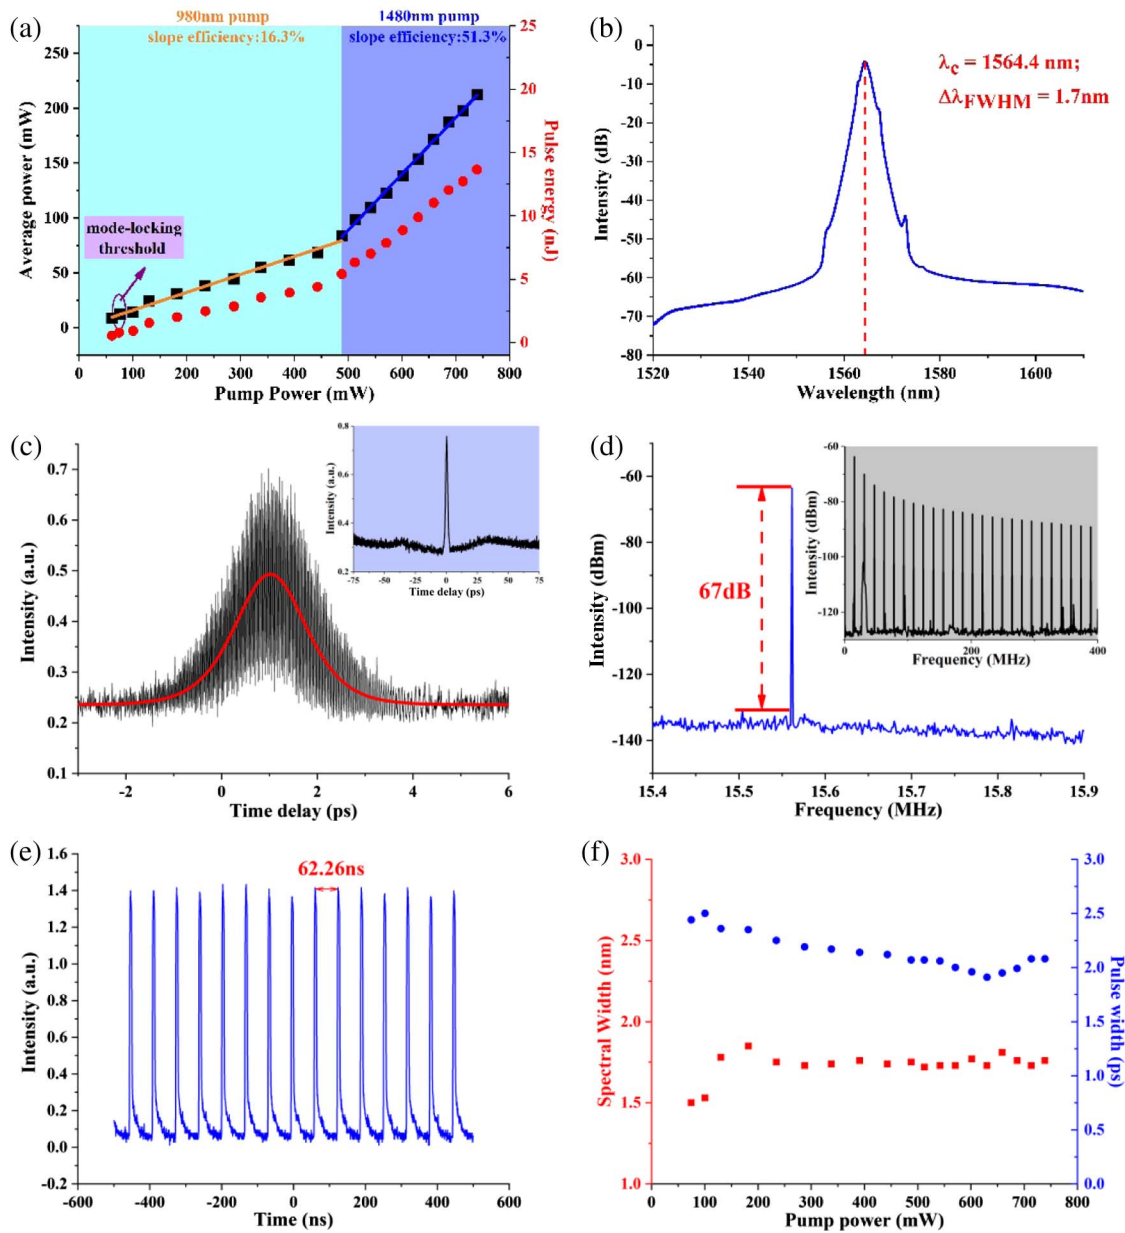 (a)
980nm pump
slope efficiency:16.3%
1480nm pump
slope efficiency:51.3%
250
200
150
100
50
0
Average power (mW)
mode-locking
threshold
25
20
15
10
5
0
Pulse energy (nJ)
0 100 200 300 400 500 600 700 800
Pump Power (mW)
(b)
0
-10
-20
-30
-40
-50
-60
-70
-80
Intensity (dB)
λc = 1564.4 nm;
ΔλFWHM = 1.7nm
1520 1540 1560 1580 1600
Wavelength (nm)
(c)
0.7
0.6
0.5
0.4
0.3
0.2
0.1
Intensity (a.u.)
-2 0 2 4 6
Time delay (ps)
0.8
0.6
0.4
0.2
Intensity (a.u.)
-75 -50 -25 0 25 50 75
Time delay (ps)
(d)
-60
-80
-100
-120
-140
Intensity (dBm)
67dB
15.4 15.5 15.6 15.7 15.8 15.9
Frequency (MHz)
-60
-80
-100
-120
Intensity (dBm)
0 200 400
Frequency (MHz)
(e)
1.6
1.4
1.2
1.0
0.8
0.6
0.4
0.2
0.0
-0.2
Intensity (a.u.)
62.26ns
-600 -400 -200 0 200 400 600
Time (ns)
(f)
3.0
2.5
2.0
1.5
1.0
Spectral Width (nm)
3.0
2.5
2.0
1.5
1.0
0.5
0.0
Pulse width (ps)
0 100 200 300 400 500 600 700 800
Pump power (mW)